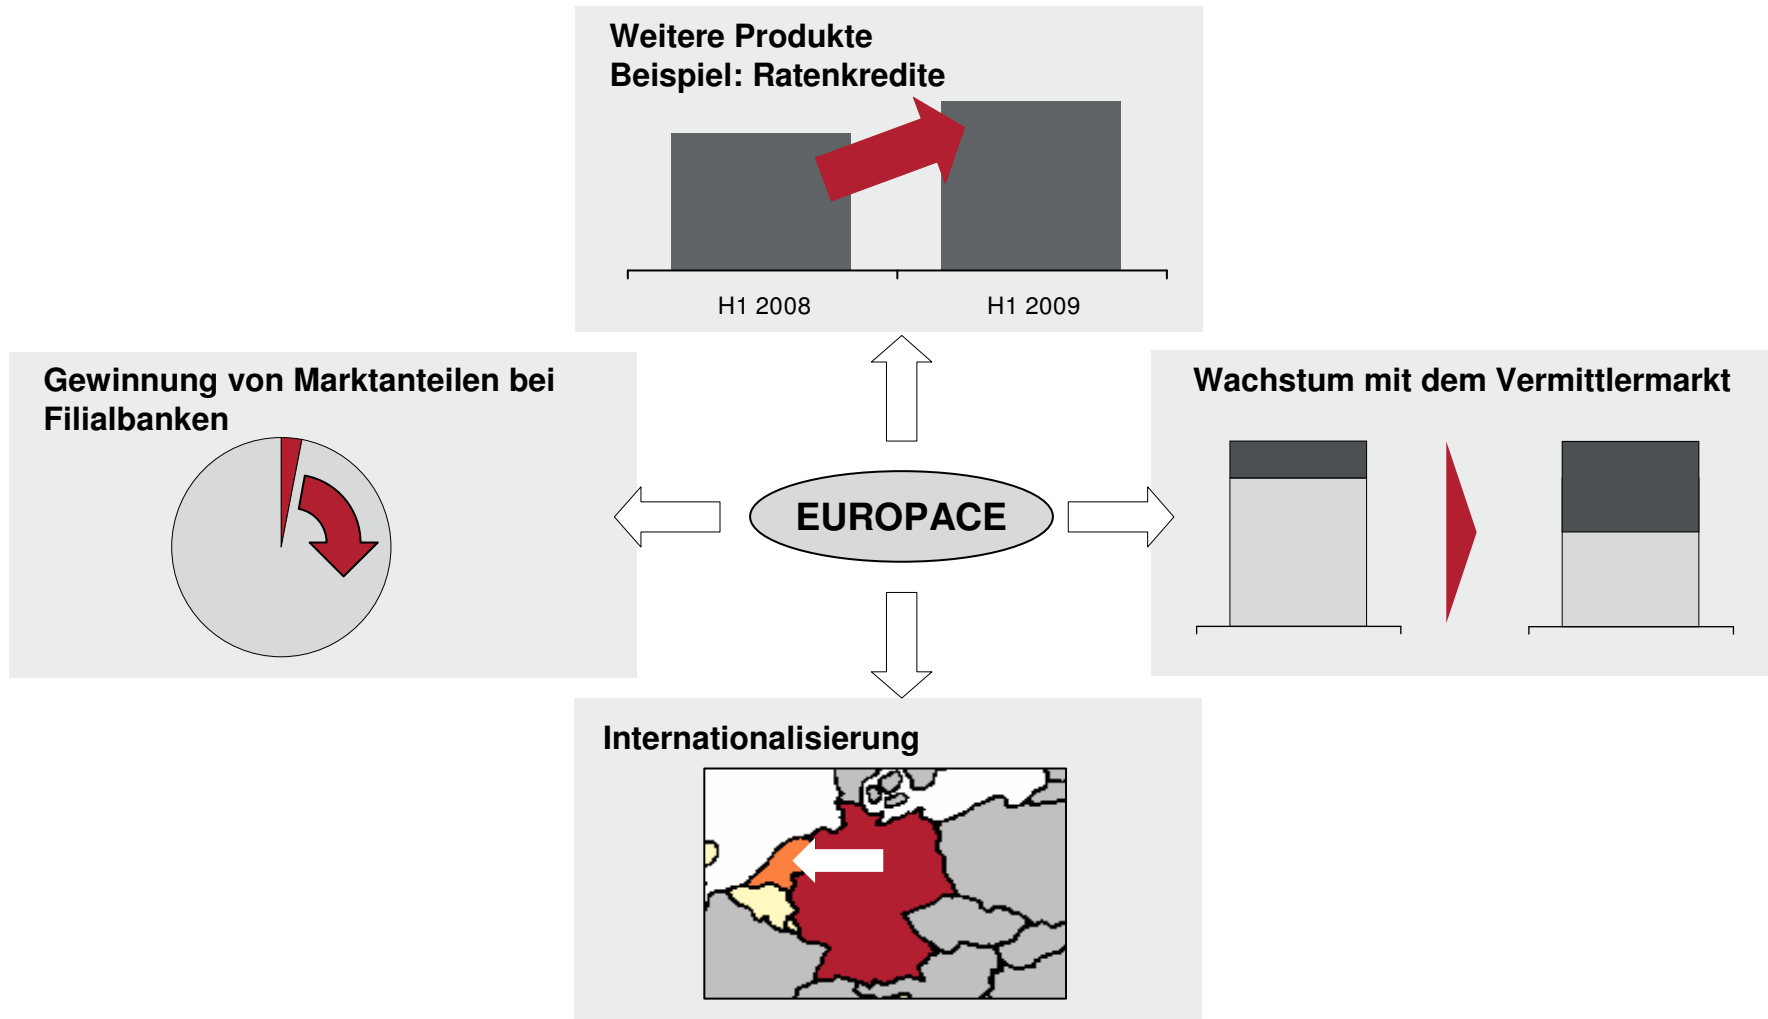 Weitere Produkte
Beispiel: Ratenkredite
H1 2008
H1 2009
Gewinnung von Marktanteilen bei
Filialbanken
EUROPACE
Wachstum mit dem Vermittlermarkt
Internationalisierung